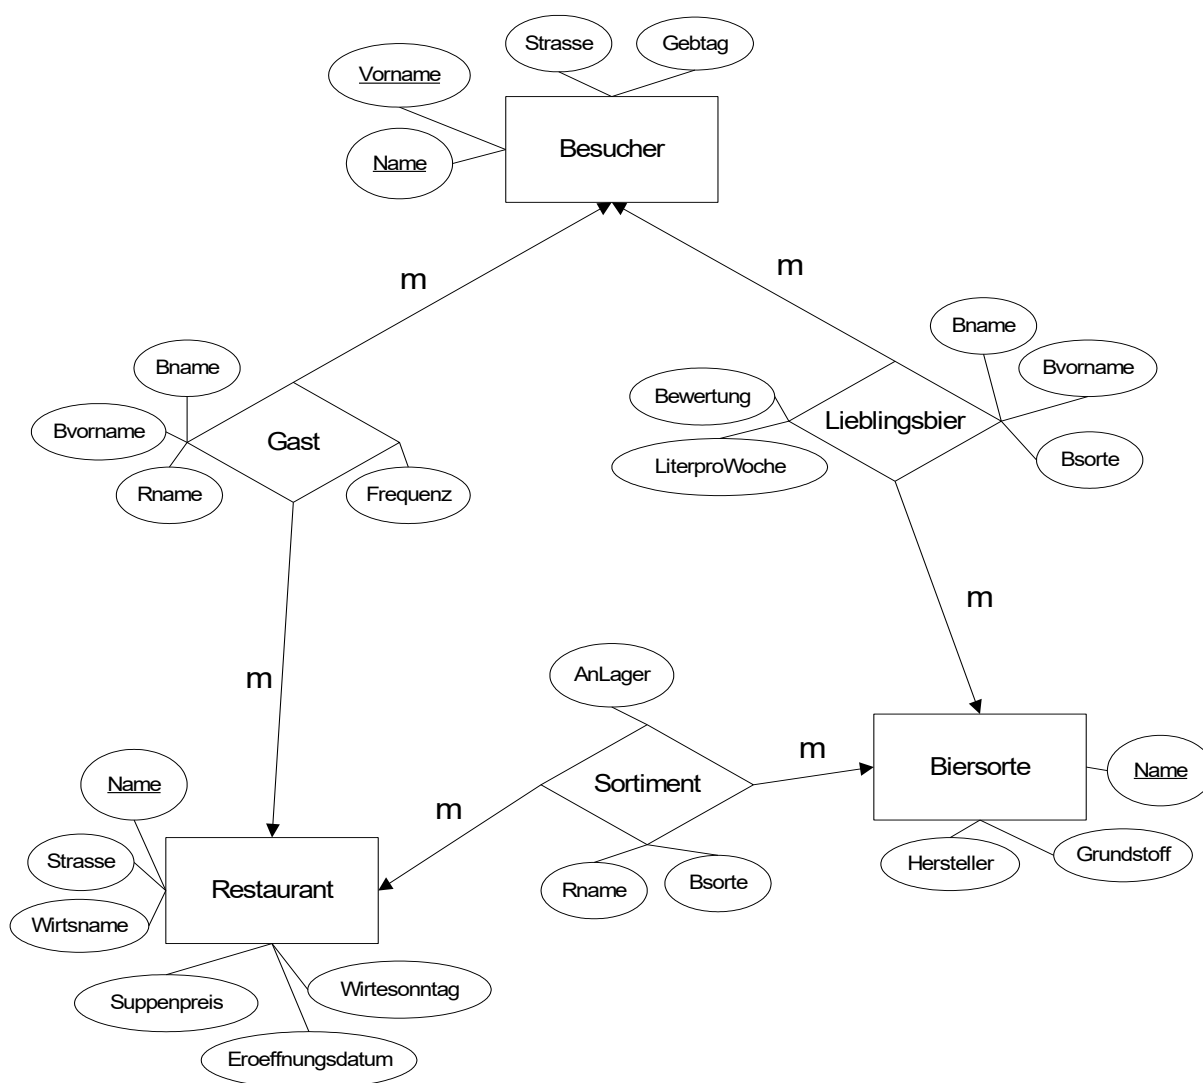 Strasse
Gebtag
Vorname
Name
Besucher
m
m
Bname
Bvorname
Gast
Rname
Frequenz
Bname
Bewertung
Bvorname
Lieblingsbier
LiterproWoche
Bsorte
m
m
AnLager
m
m
Sortiment
Biersorte
Name
Rname
Bsorte
Hersteller
Grundstoff
Name
Strasse
Restaurant
Wirtsname
Suppenpreis
Wirtesonntag
Eroeffnungsdatum